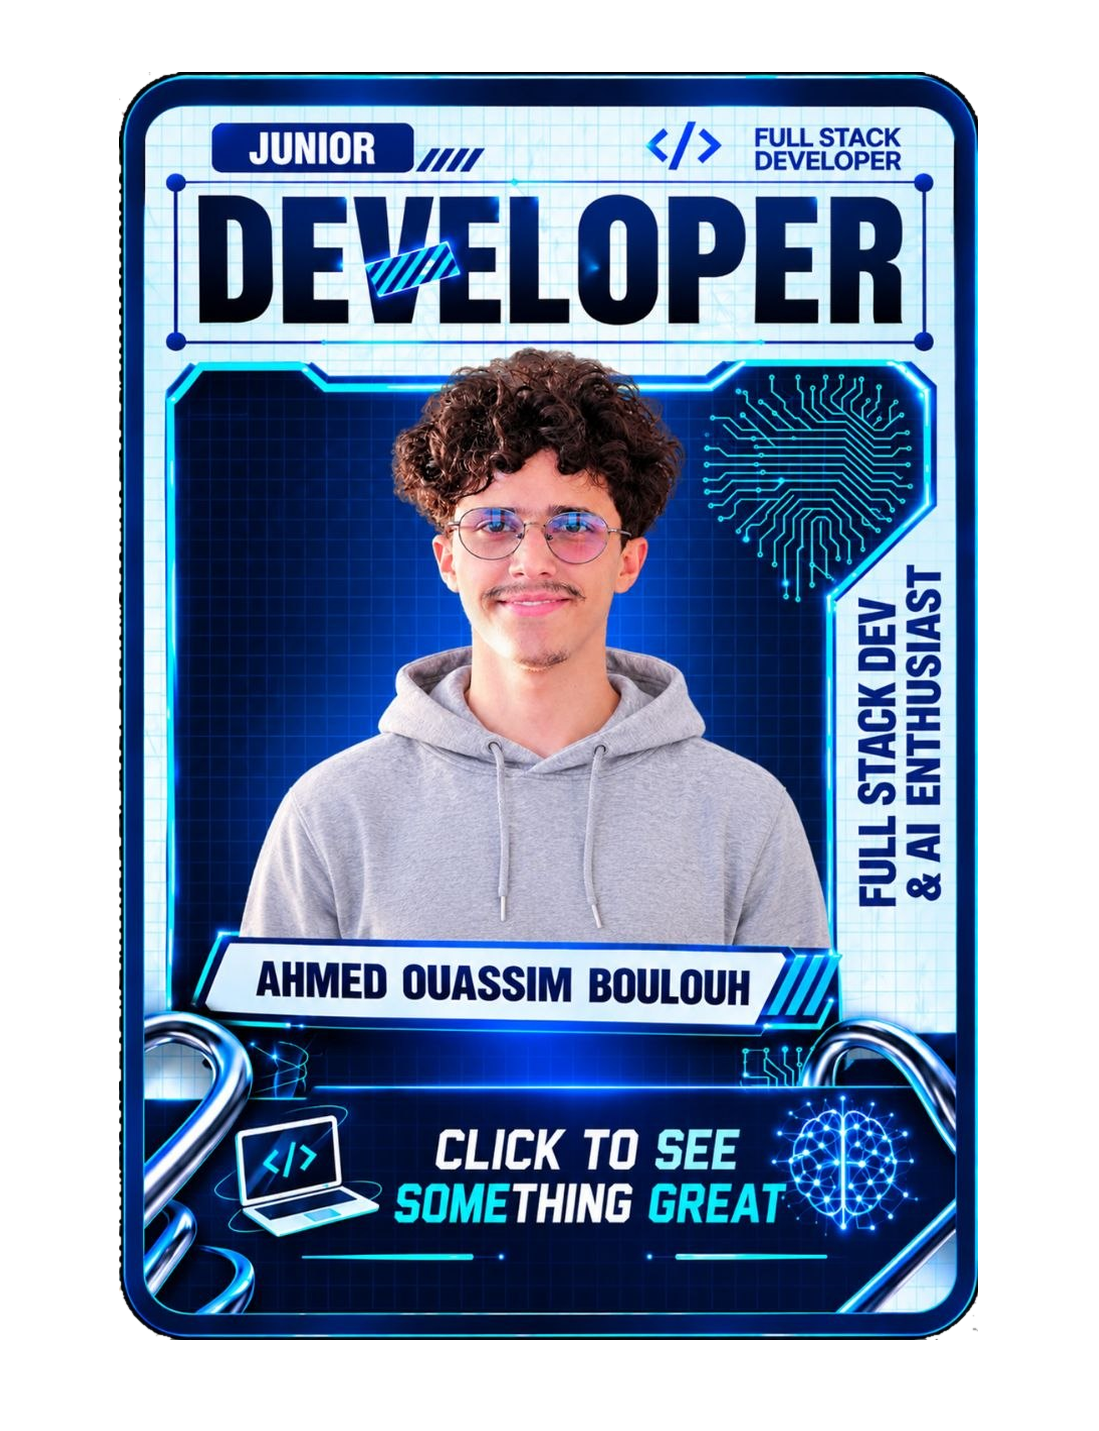 JUNIOR
</>
FULL STACK
DEVELOPER
DEVELOPER
FULL STACK DEV
& AI ENTHUSIAST
AHMED OUASSIM BOULOUH
</>
CLICK TO SEE
SOMETHING GREAT